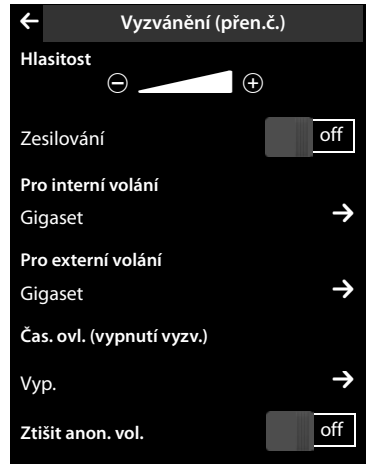 Vyzvánění (přen.č.)
Hlasitost
Zesilování off
Pro interní volání
Gigaset
Pro externí volání
Gigaset
Čas. ovl. (vypnutí vyzv.)
Vyp.
Ztišit anon. vol. off